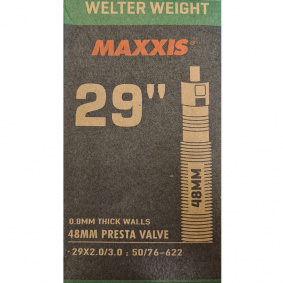 WELTER WEIGHT
MAXXIS
29"
48MM
0.8MM THICK WALLS
48MM PRESTA VALVE
·29X2.0/3.0 ; 50/76-622